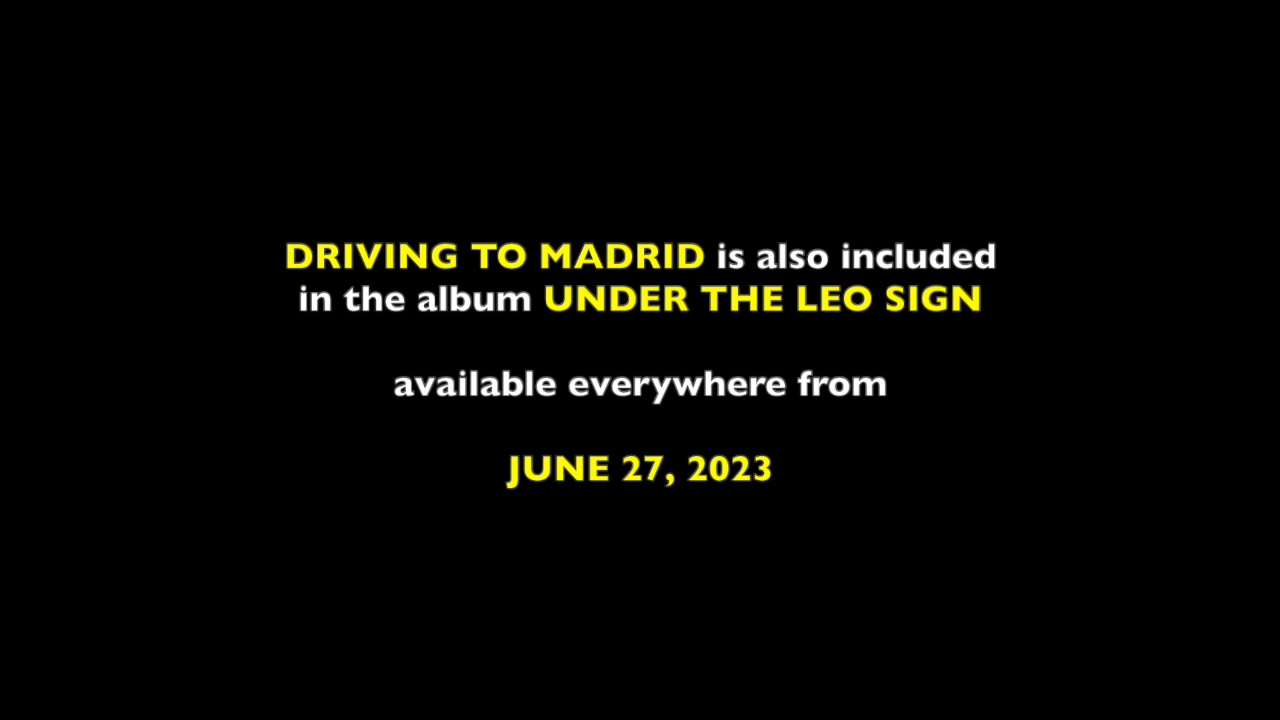 DRIVING TO MADRID is also included
in the album UNDER THE LEO SIGN
available everywhere from
JUNE 27, 2023